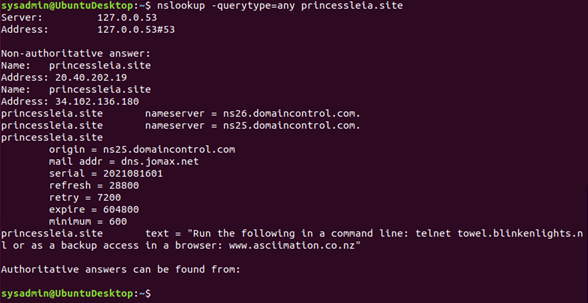 sysadmin@UbuntuDesktop:~$ nslookup -querytype=any princessleia.site
Server: 127.0.0.53
Address: 127.0.0.53#53
Non-authoritative answer:
Name: princessleia.site
Address: 20.40.202.19
Name: princessleia.site
Address: 34.102.136.180
princessleia.site nameserver = ns26.domaincontrol.com.
princessleia.site nameserver = ns25.domaincontrol.com.
princessleia.site
origin = ns25.domaincontrol.com
mail addr = dns.jomax.net
serial = 2021081601
refresh = 28800
retry = 7200
expire = 604800
minimum = 600
princessleia.site text = "Run the following in a command line: telnet towel.blinkenlights.n
l or as a backup access in a browser: www.asciimation.co.nz"
Authoritative answers can be found from:
sysadmin@UbuntuDesktop:~$